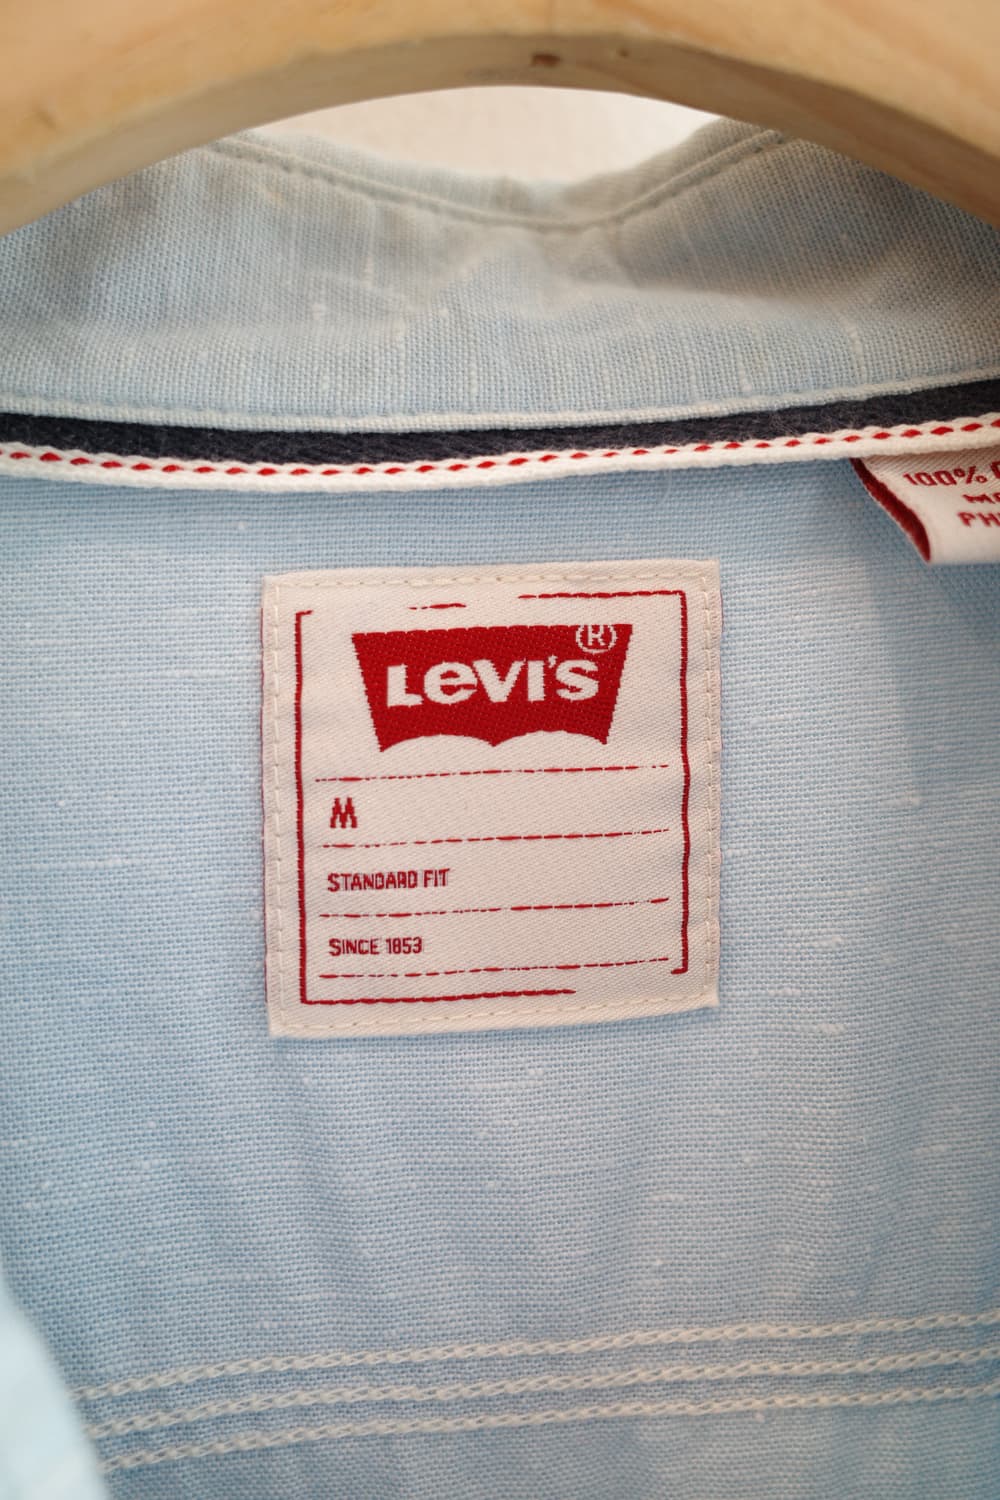 100%
LEVI'S®
M
STANDARD FIT
SINCE 1853